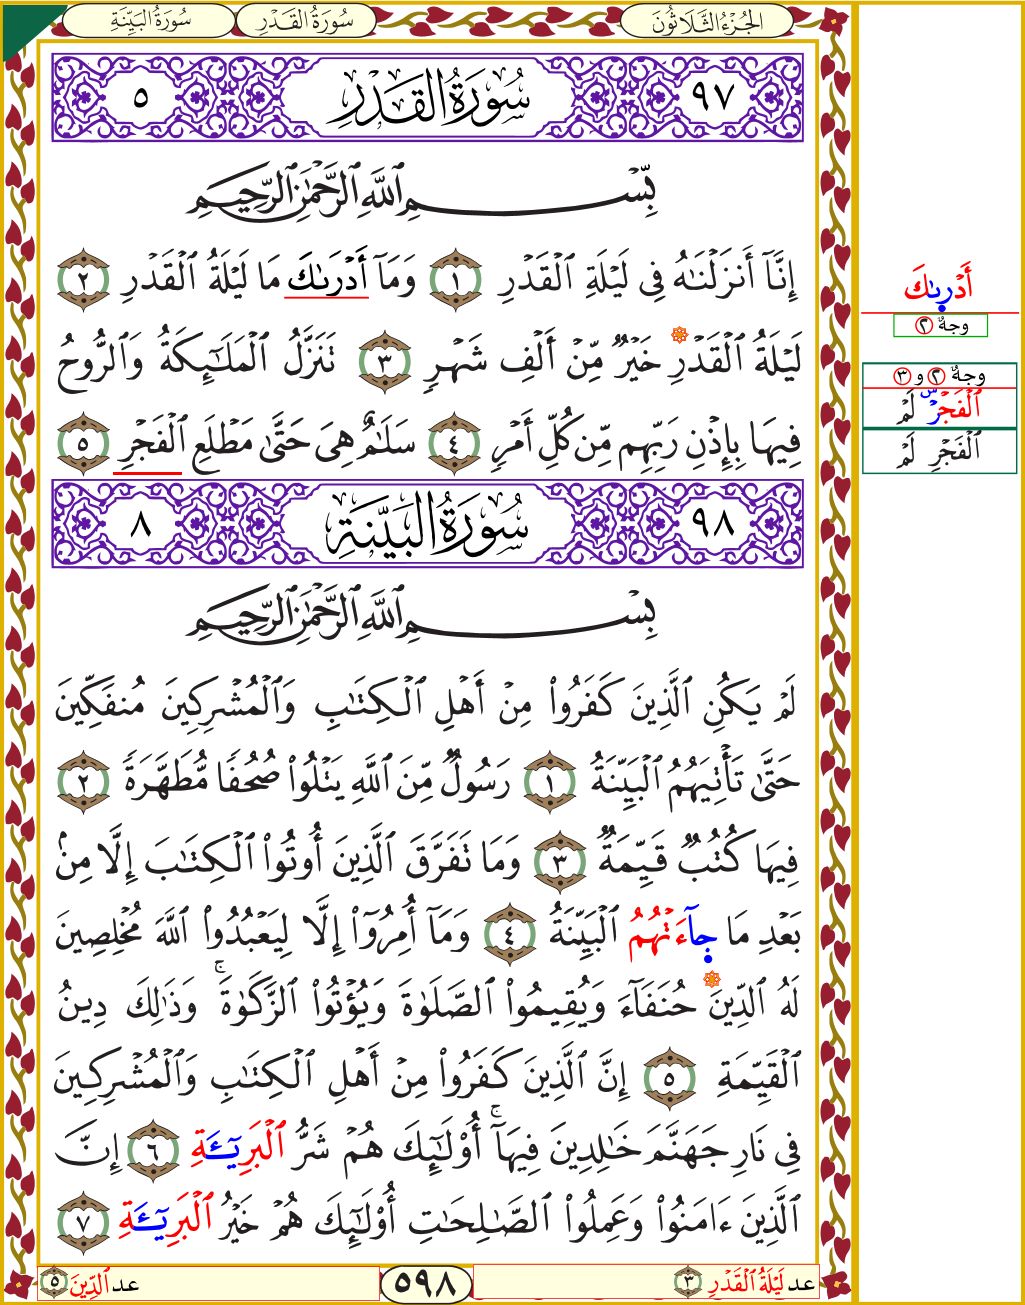 سُورَةُ البَيِّنَةِ
سُورَةُ القَدْرِ
الجُزْءُ الثَّلَاثُونَ
٩٧ سُورَةُ القَدْرِ ٥
بِّسْمِ ٱللَّهِ ٱلرَّحْمَٰنِ ٱلرَّحِيمِ
إِنَّآ أَنزَلْنَٰهُ فِى لَيْلَةِ ٱلْقَدْرِ ١ وَمَآ أَدْرَىٰكَ مَا لَيْلَةُ ٱلْقَدْرِ ٢
لَيْلَةُ ٱلْقَدْرِ خَيْرٌ مِّنْ أَلْفِ شَهْرٍ ٣ تَنَزَّلُ ٱلْمَلَٰٓئِكَةُ وَٱلرُّوحُ
فِيهَا بِإِذْنِ رَبِّهِم مِّن كُلِّ أَمْرٍ ٤ سَلَٰمٌ هِىَ حَتَّىٰ مَطْلَعِ ٱلْفَجْرِ ٥
٩٨ سُورَةُ البَيِّنَةِ ٨
بِسْمِ ٱللَّهِ ٱلرَّحْمَٰنِ ٱلرَّحِيمِ
لَمْ يَكُنِ ٱلَّذِينَ كَفَرُوا۟ مِنْ أَهْلِ ٱلْكِتَٰبِ وَٱلْمُشْرِكِينَ مُنفَكِّينَ
حَتَّىٰ تَأْتِيَهُمُ ٱلْبَيِّنَةُ ١ رَسُولٌ مِّنَ ٱللَّهِ يَتْلُوا۟ صُحُفًا مُّطَهَّرَةً ٢
فِيهَا كُتُبٌ قَيِّمَةٌ ٣ وَمَا تَفَرَّقَ ٱلَّذِينَ أُوتُوا۟ ٱلْكِتَٰبَ إِلَّا مِنۢ
بَعْدِ مَا جَآءَتْهُمُ ٱلْبَيِّنَةُ ٤ وَمَآ أُمِرُوٓا۟ إِلَّا لِيَعْبُدُوا۟ ٱللَّهَ مُخْلِصِينَ
لَهُ ٱلدِّينَ حُنَفَآءَ وَيُقِيمُوا۟ ٱلصَّلَوٰةَ وَيُؤْتُوا۟ ٱلزَّكَوٰةَ ۚ وَذَٰلِكَ دِينُ
ٱلْقَيِّمَةِ ٥ إِنَّ ٱلَّذِينَ كَفَرُوا۟ مِنْ أَهْلِ ٱلْكِتَٰبِ وَٱلْمُشْرِكِينَ
فِى نَارِ جَهَنَّمَ خَٰلِدِينَ فِيهَآ ۚ أُو۟لَٰٓئِكَ هُمْ شَرُّ ٱلْبَرِيٓـَٔةِ ٦ إِنَّ
ٱلَّذِينَ ءَامَنُوا۟ وَعَمِلُوا۟ ٱلصَّٰلِحَٰتِ أُو۟لَٰٓئِكَ هُمْ خَيْرُ ٱلْبَرِيٓـَٔةِ ٧
عد لَيْلَةُ ٱلْقَدْرِ ٣
٥٩٨
عد ٱلدِّينَ ٥
أَدْرِىٰكَ
وجهٌ ٢
وجهٌ ٢ و ٣
ٱلْفَجْرِ س لَمْ
ٱلْفَجْرِ لَمْ